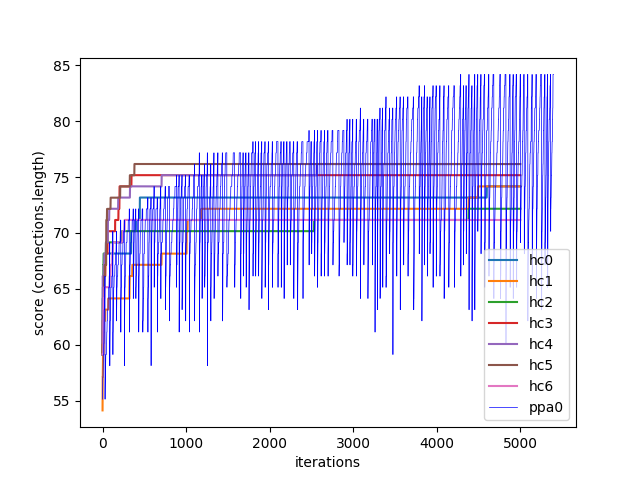 score (connections.length)
85
80
75
70
65
60
55
0
1000
2000
3000
4000
5000
iterations
hc0
hc1
hc2
hc3
hc4
hc5
hc6
ppa0